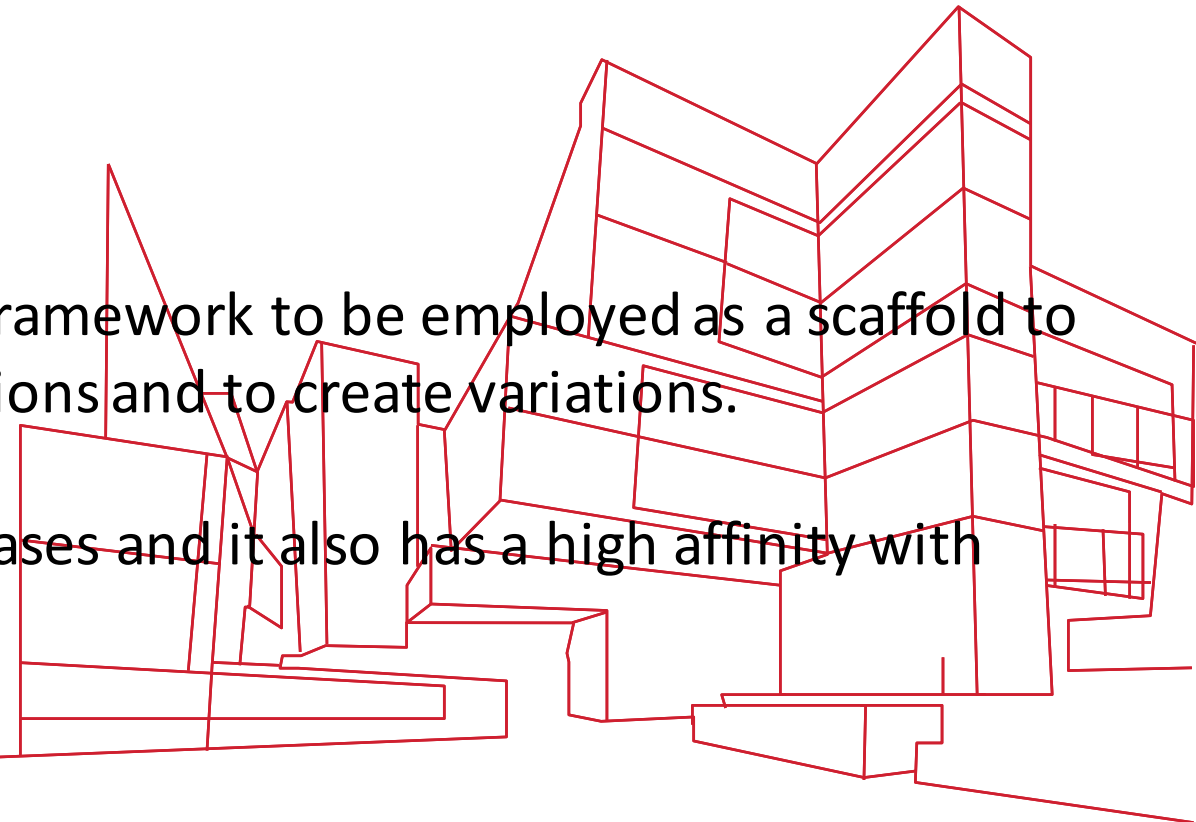 ramework to be employed as a scaffold to
ions and to create variations.
ases and it also has a high affinity with